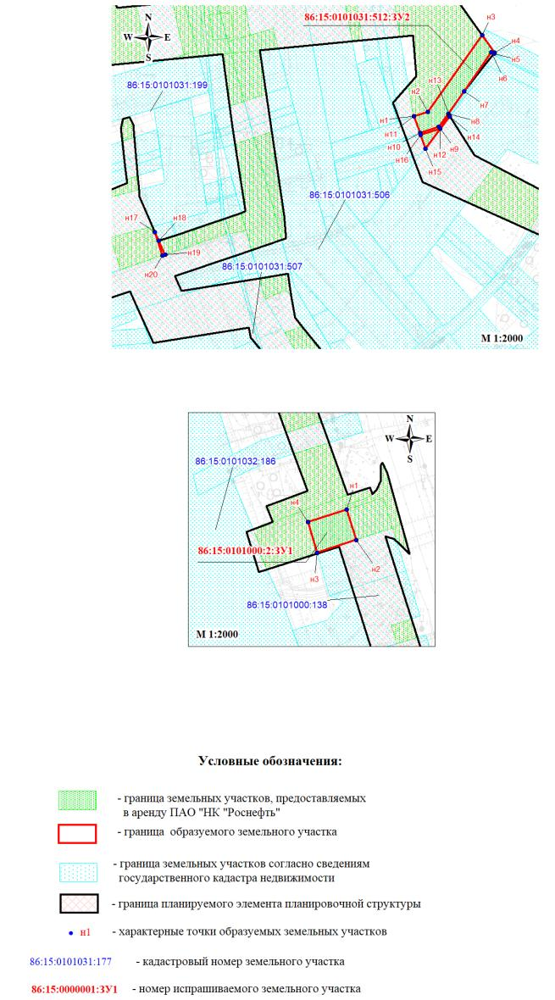 86:15:0101031:512:ЗУ2
н3
N
W E
S
н4
н5
86:15:0101031:199
н13
н6
н2
н7
н1
н8
н11
н14
н10
н9
н12
н16
н15
86:15:0101031:506
н17
н18
н19
86:15:0101031:507
н20
М 1:2000
N
W E
S
86:15:0101032:186
н1
н4
86:15:0101000:2:ЗУ1
н2
н3
86:15:0101000:138
М 1:2000
Условные обозначения:
- граница земельных участков, предоставляемых
в аренду ПАО "НК "Роснефть"
- граница образуемого земельного участка
- граница земельных участков согласно сведениям
государственного кадастра недвижимости
- граница планируемого элемента планировочной структуры
н1 - характерные точки образуемых земельных участков
86:15:0101031:177 - кадастровый номер земельного участка
86:15:0000001:ЗУ1 - номер испрашиваемого земельного участка